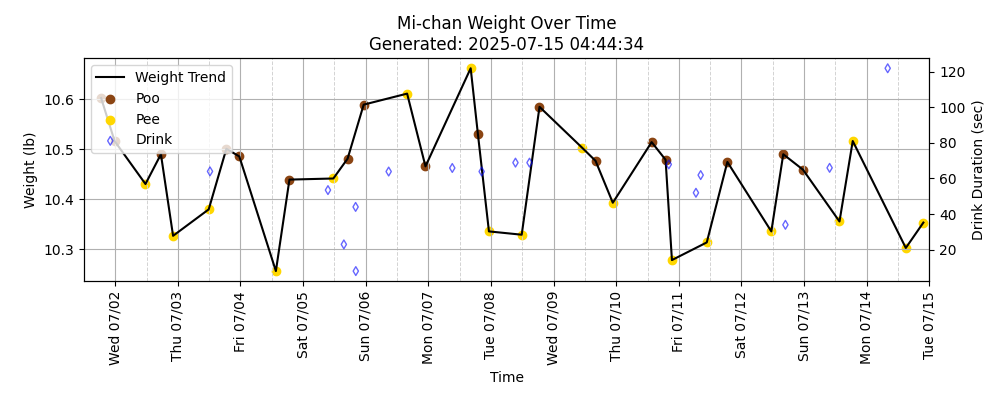 Mi-chan Weight Over Time
Generated: 2025-07-15 04:44:34
Weight Trend
Poo
Pee
Drink
Weight (lb)
10.6
10.5
10.4
10.3
Drink Duration (sec)
120
100
80
60
40
20
Wed 07/02
Thu 07/03
Fri 07/04
Sat 07/05
Sun 07/06
Mon 07/07
Tue 07/08
Wed 07/09
Thu 07/10
Fri 07/11
Sat 07/12
Sun 07/13
Mon 07/14
Tue 07/15
Time